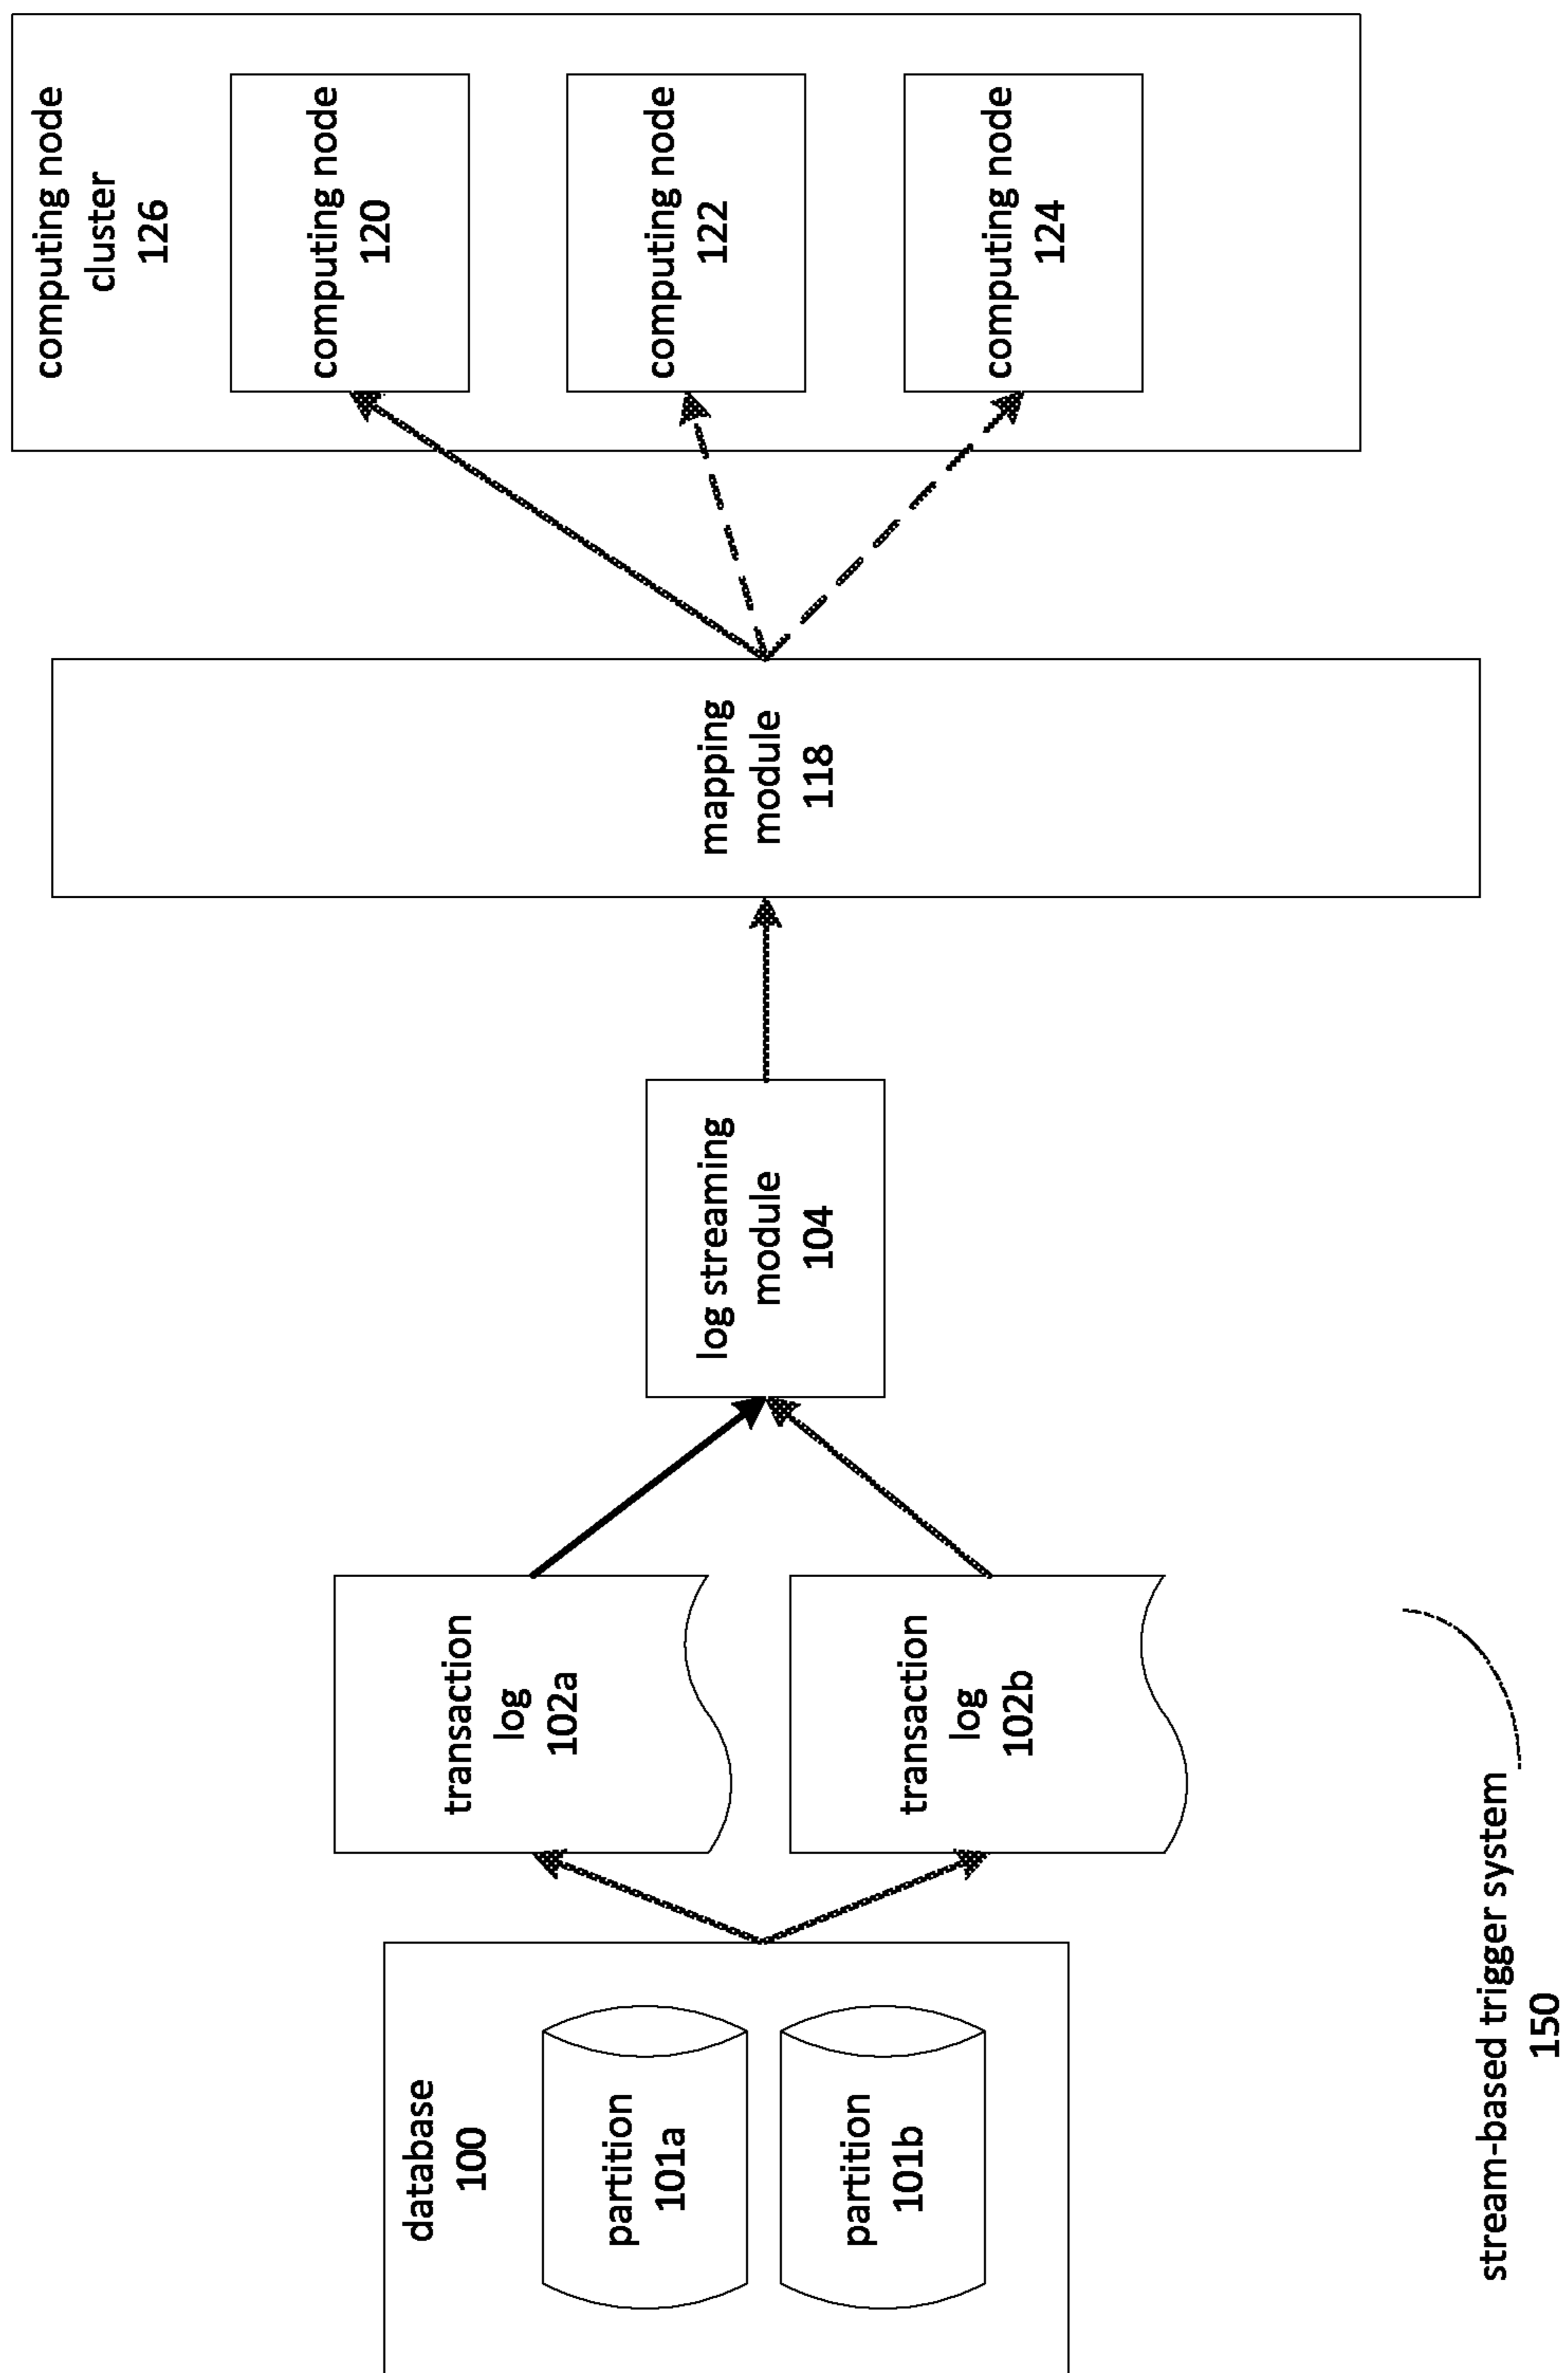 database
100
partition
101a
partition
101b
transaction
log
102a
transaction
log
102b
log streaming
module
104
mapping
module
118
computing node
cluster
126
computing node
120
computing node
122
computing node
124
stream-based trigger system
150